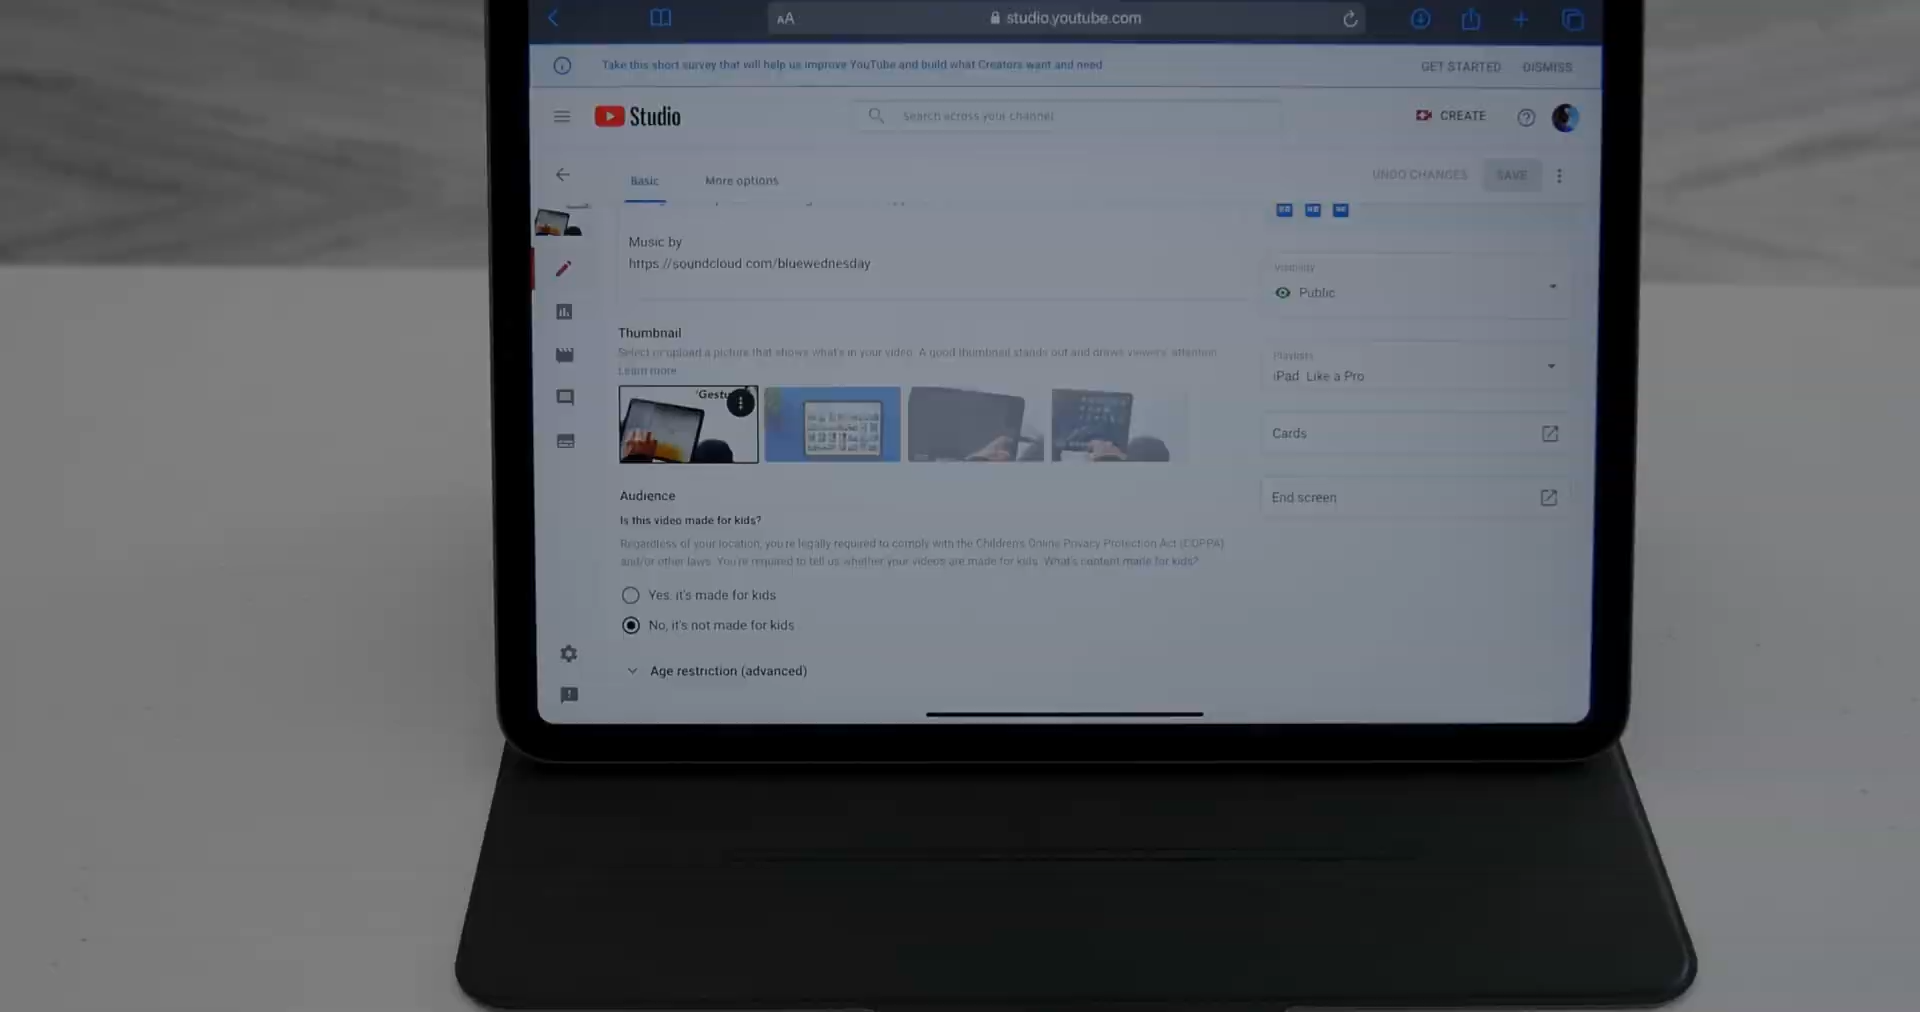 AA
studio.youtube.com
Take this short survey that will help us improve YouTube and build what Creators want and need
GET STARTED
DISMISS
Studio
Search across your channel
CREATE
?
Basic
More options
UNDO CHANGES
SAVE
Music by
https://soundcloud.com/bluewednesday
Visibility
Public
Thumbnail
Select or upload a picture that shows what's in your video. A good thumbnail stands out and draws viewers' attention.
Learn more
'Gestu
Playlists
iPad Like a Pro
Cards
End screen
Audience
Is this video made for kids?
Regardless of your location, you're legally required to comply with the Children's Online Privacy Protection Act (COPPA)
and/or other laws. You're required to tell us whether your videos are made for kids. What's content made for kids?
Yes, it's made for kids
No, it's not made for kids
Age restriction (advanced)